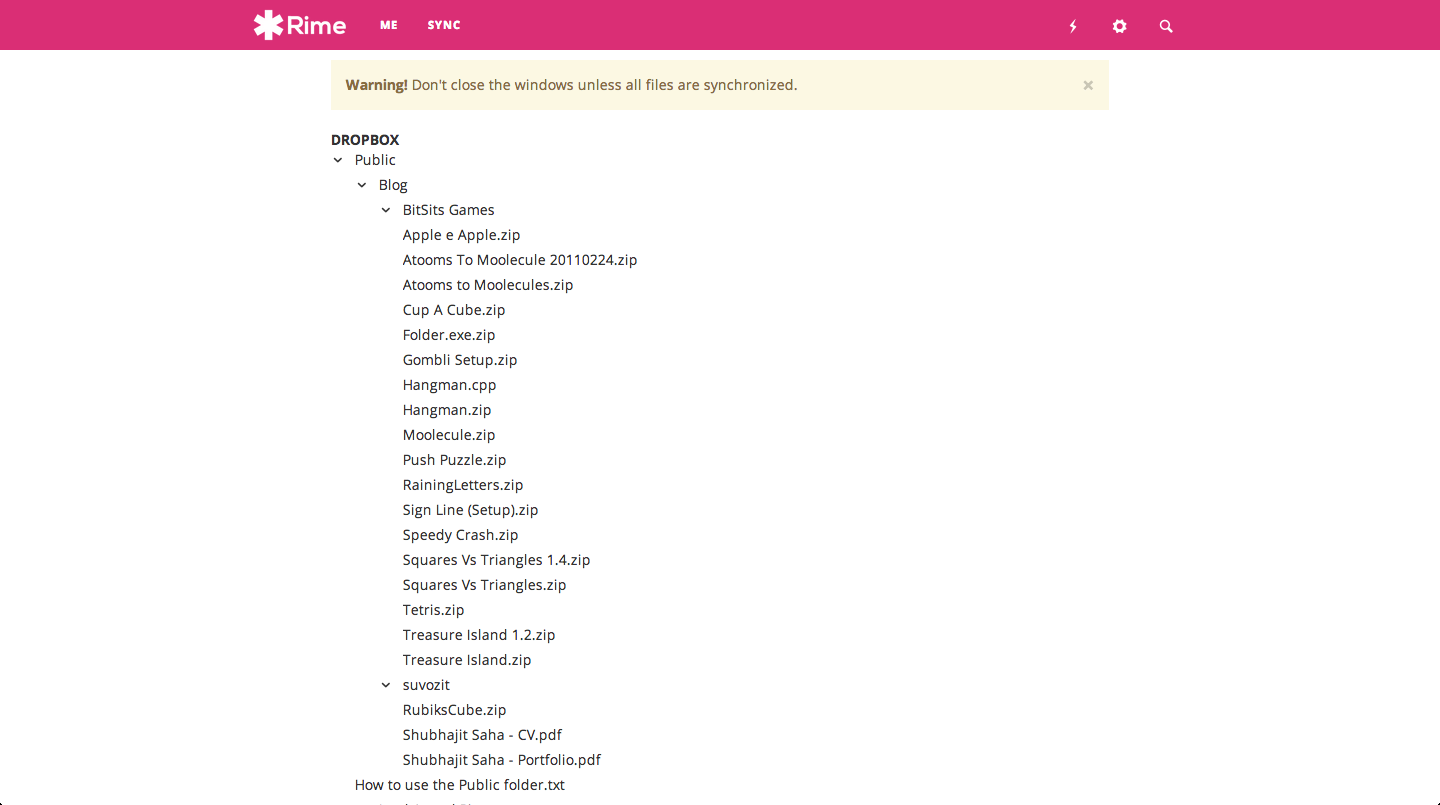 Rime ME SYNC
Warning! Don't close the windows unless all files are synchronized. ×
DROPBOX
Public
Blog
BitSits Games
Apple e Apple.zip
Atooms To Moolecule 20110224.zip
Atooms to Moolecules.zip
Cup A Cube.zip
Folder.exe.zip
Gombli Setup.zip
Hangman.cpp
Hangman.zip
Moolecule.zip
Push Puzzle.zip
RainingLetters.zip
Sign Line (Setup).zip
Speedy Crash.zip
Squares Vs Triangles 1.4.zip
Squares Vs Triangles.zip
Tetris.zip
Treasure Island 1.2.zip
Treasure Island.zip
suvozit
RubiksCube.zip
Shubhajit Saha - CV.pdf
Shubhajit Saha - Portfolio.pdf
How to use the Public folder.txt